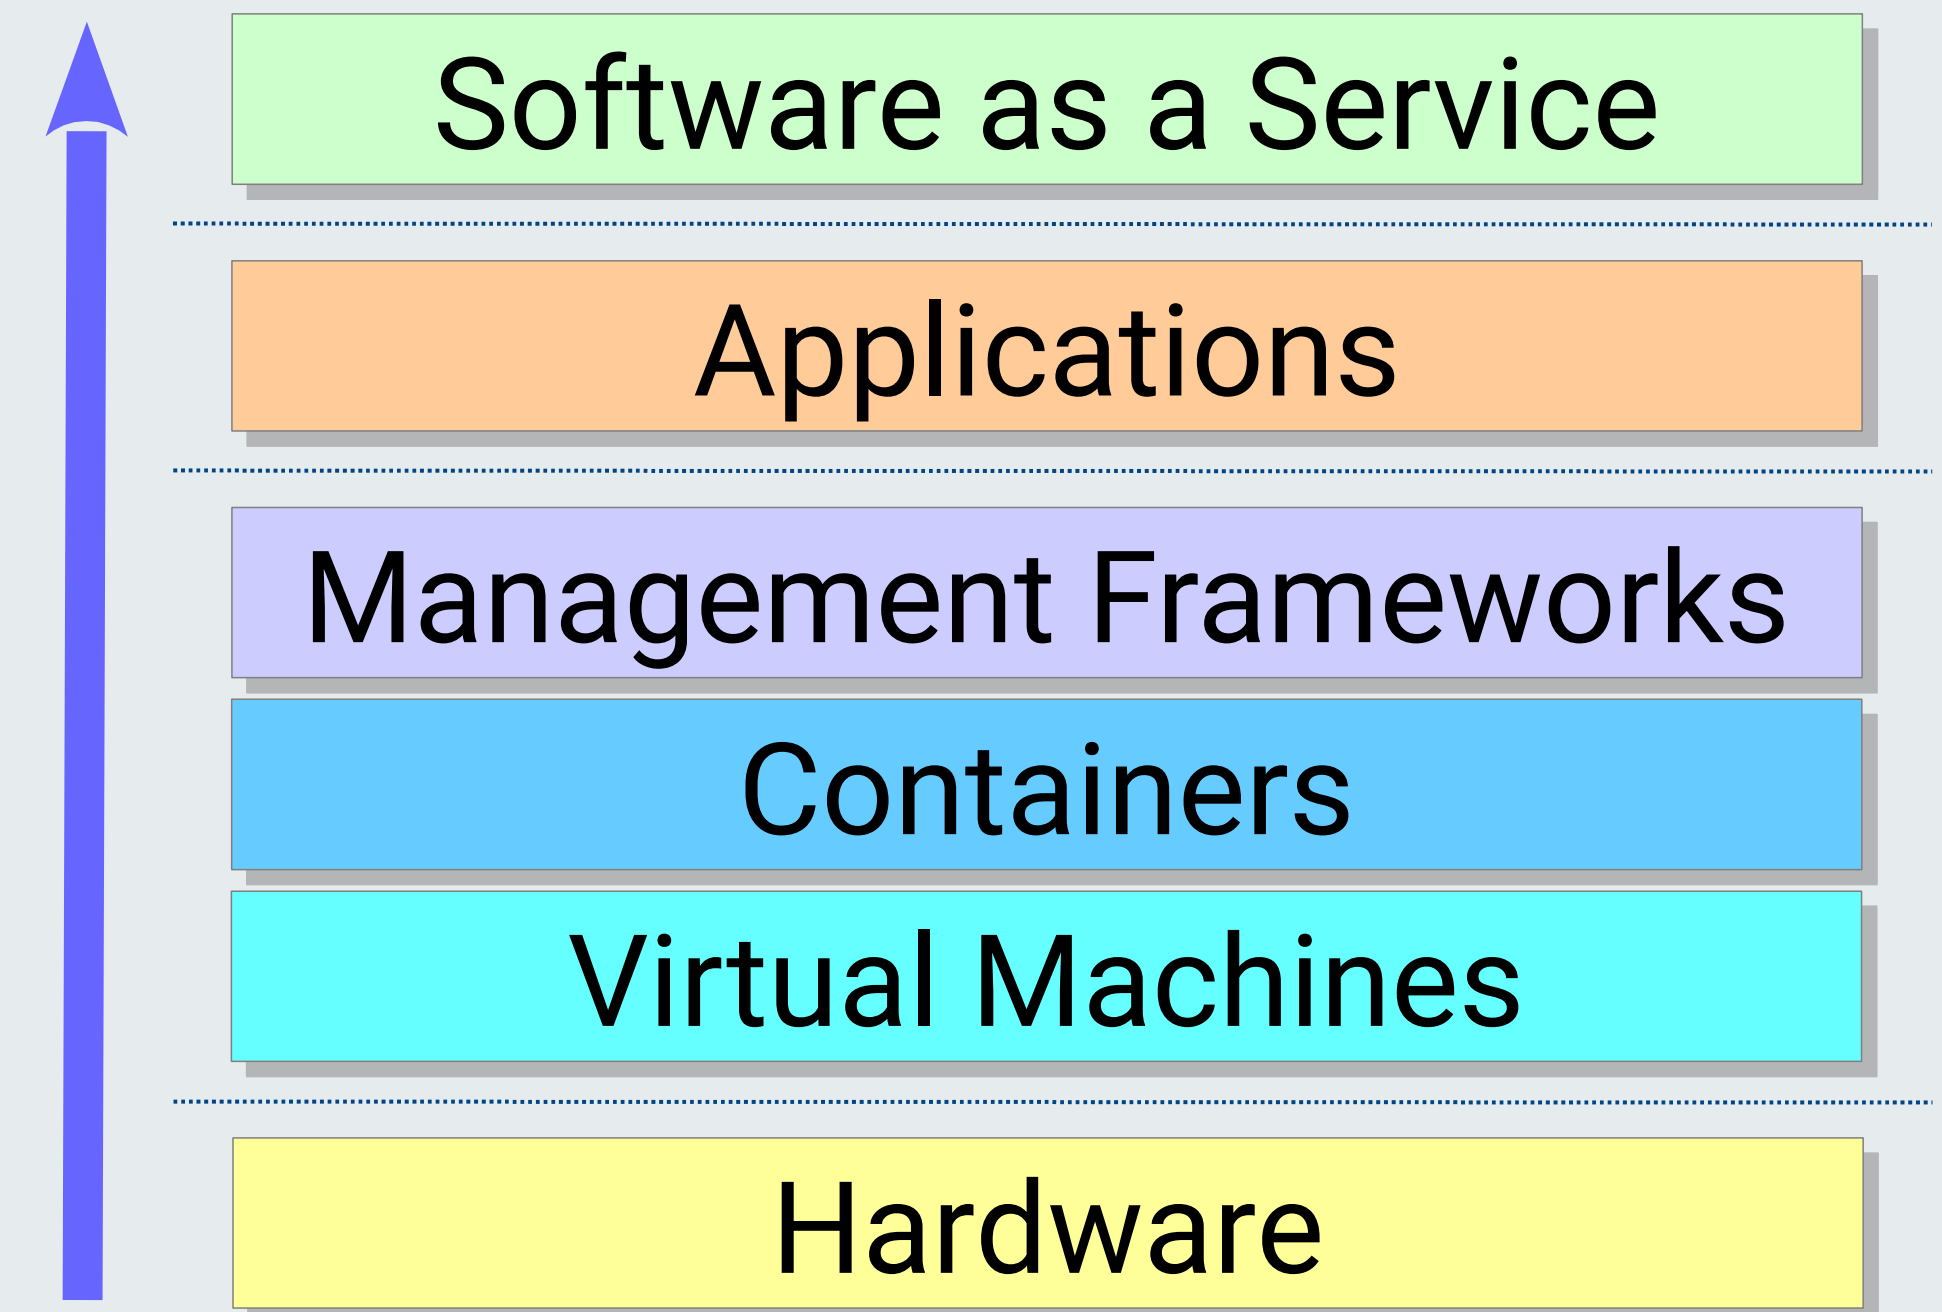 Software as a Service
Applications
Management Frameworks
Containers
Virtual Machines
Hardware